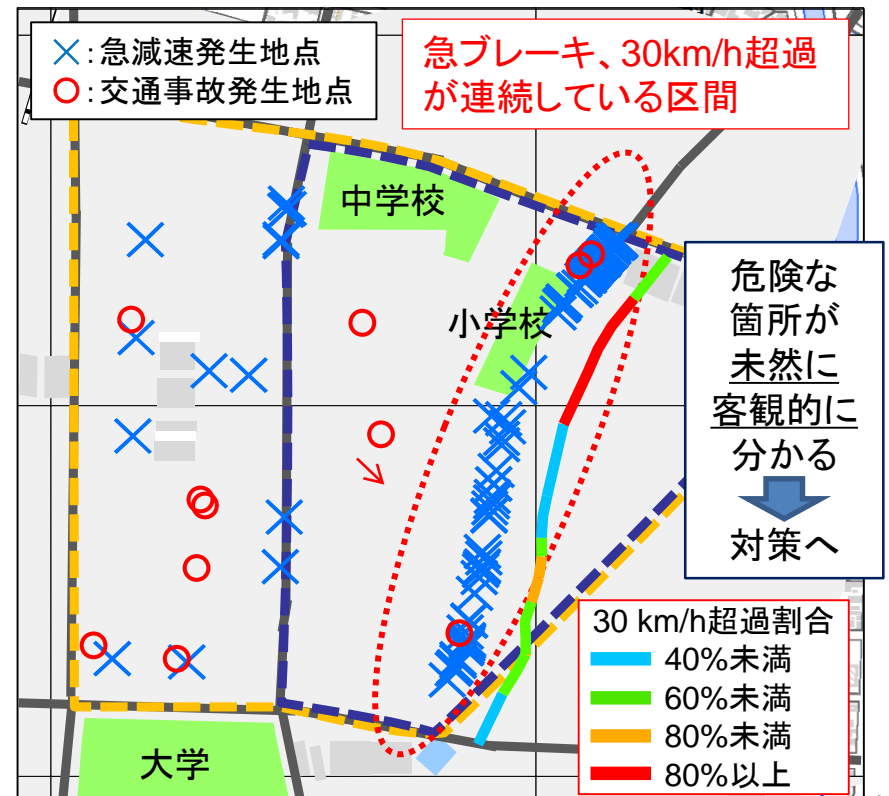 ×:急減速発生地点
○:交通事故発生地点
急ブレーキ、30km/h超過
が連続している区間
中学校
小学校
危険な
箇所が
未然に
客観的に
分かる
対策へ
30 km/h超過割合
40%未満
60%未満
80%未満
80%以上
大学